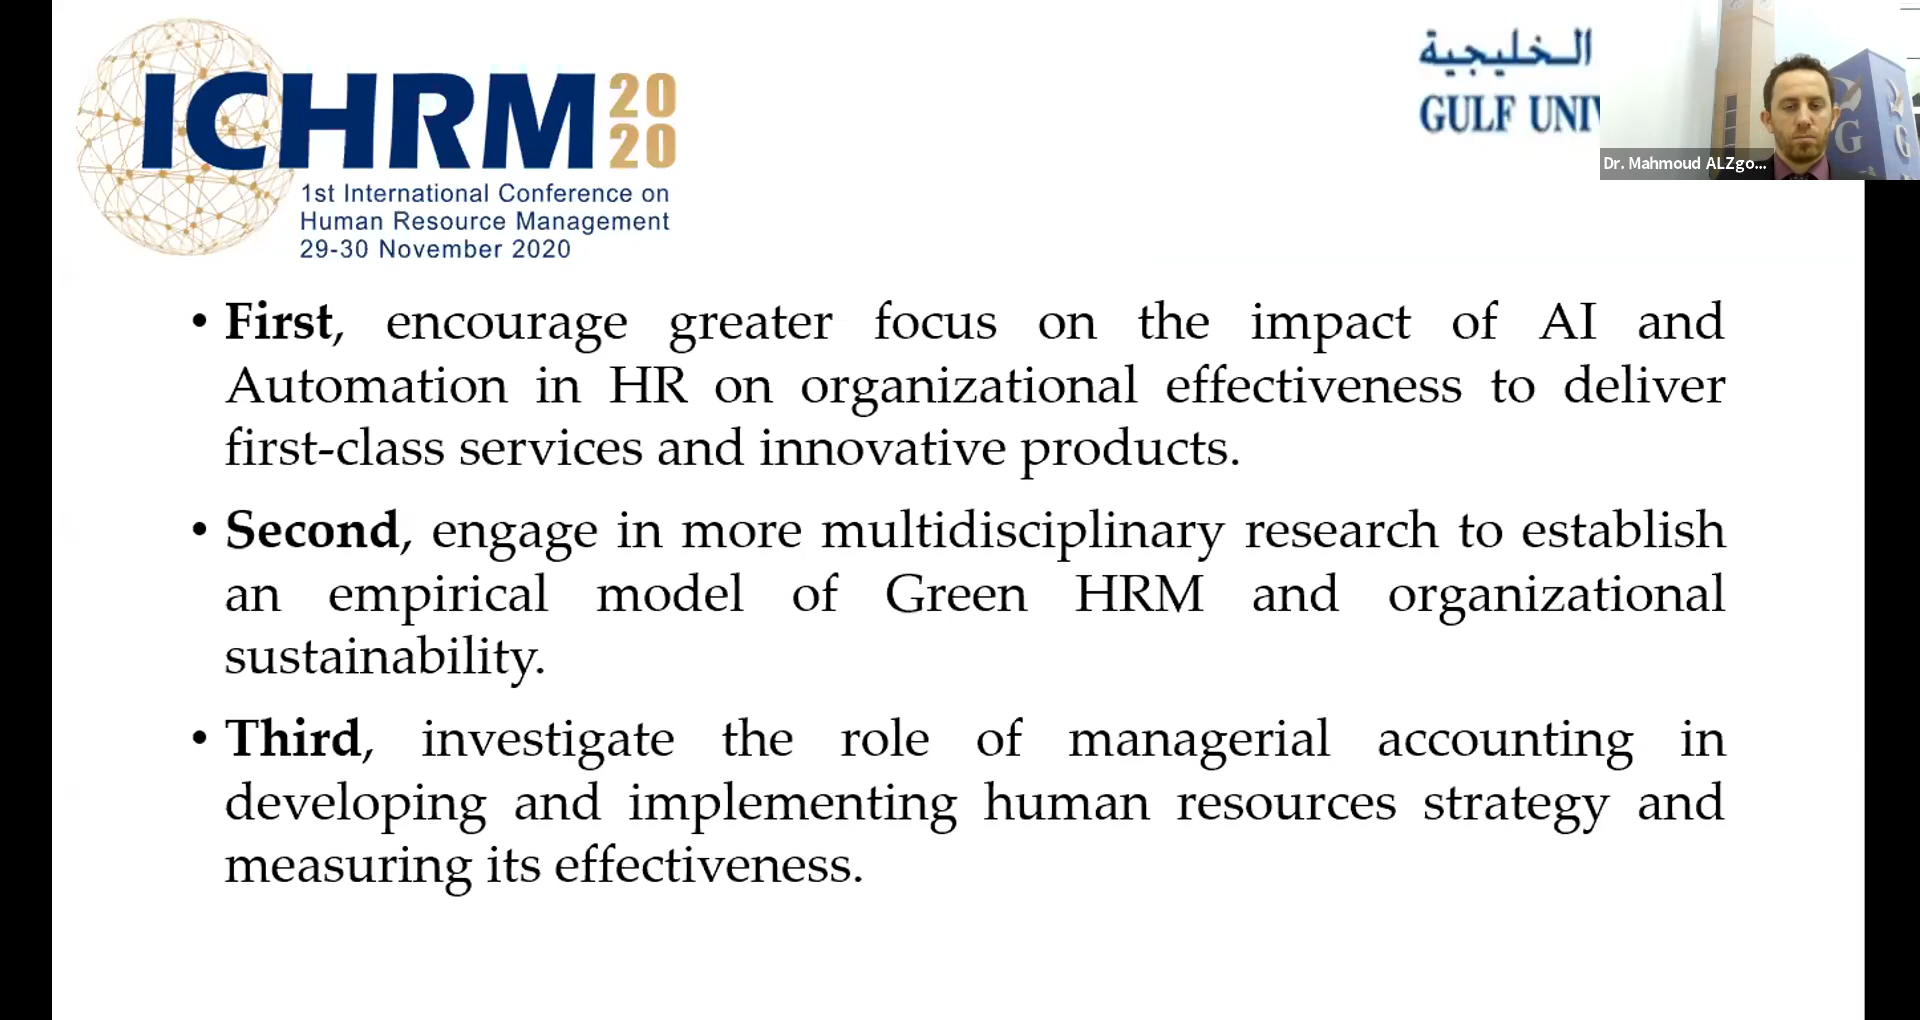 ICHRM 2020
1st International Conference on
Human Resource Management
29-30 November 2020
الخليجية
GULF UNIV
Dr. Mahmoud ALZgo...
G
G
• First, encourage greater focus on the impact of AI and
Automation in HR on organizational effectiveness to deliver
first-class services and innovative products.
• Second, engage in more multidisciplinary research to establish
an empirical model of Green HRM and organizational
sustainability.
• Third, investigate the role of managerial accounting in
developing and implementing human resources strategy and
measuring its effectiveness.